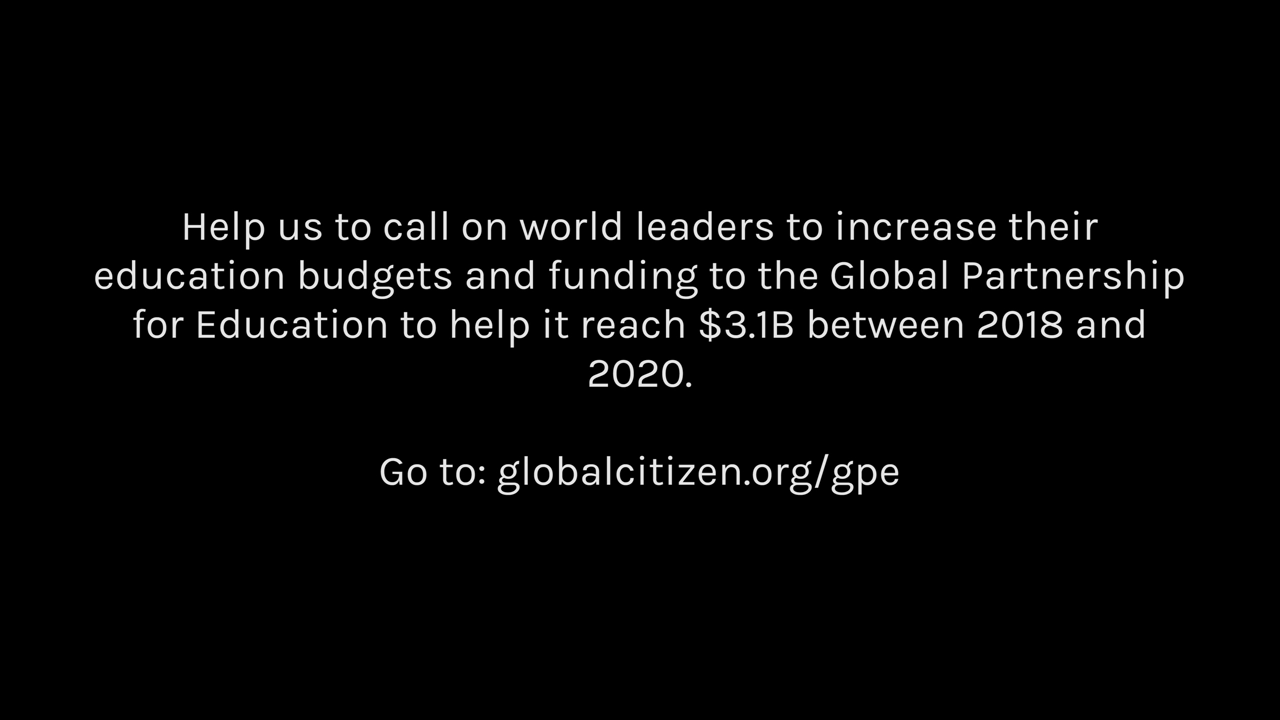 Help us to call on world leaders to increase their
education budgets and funding to the Global Partnership
for Education to help it reach $3.1B between 2018 and
2020.
Go to: globalcitizen.org/gpe